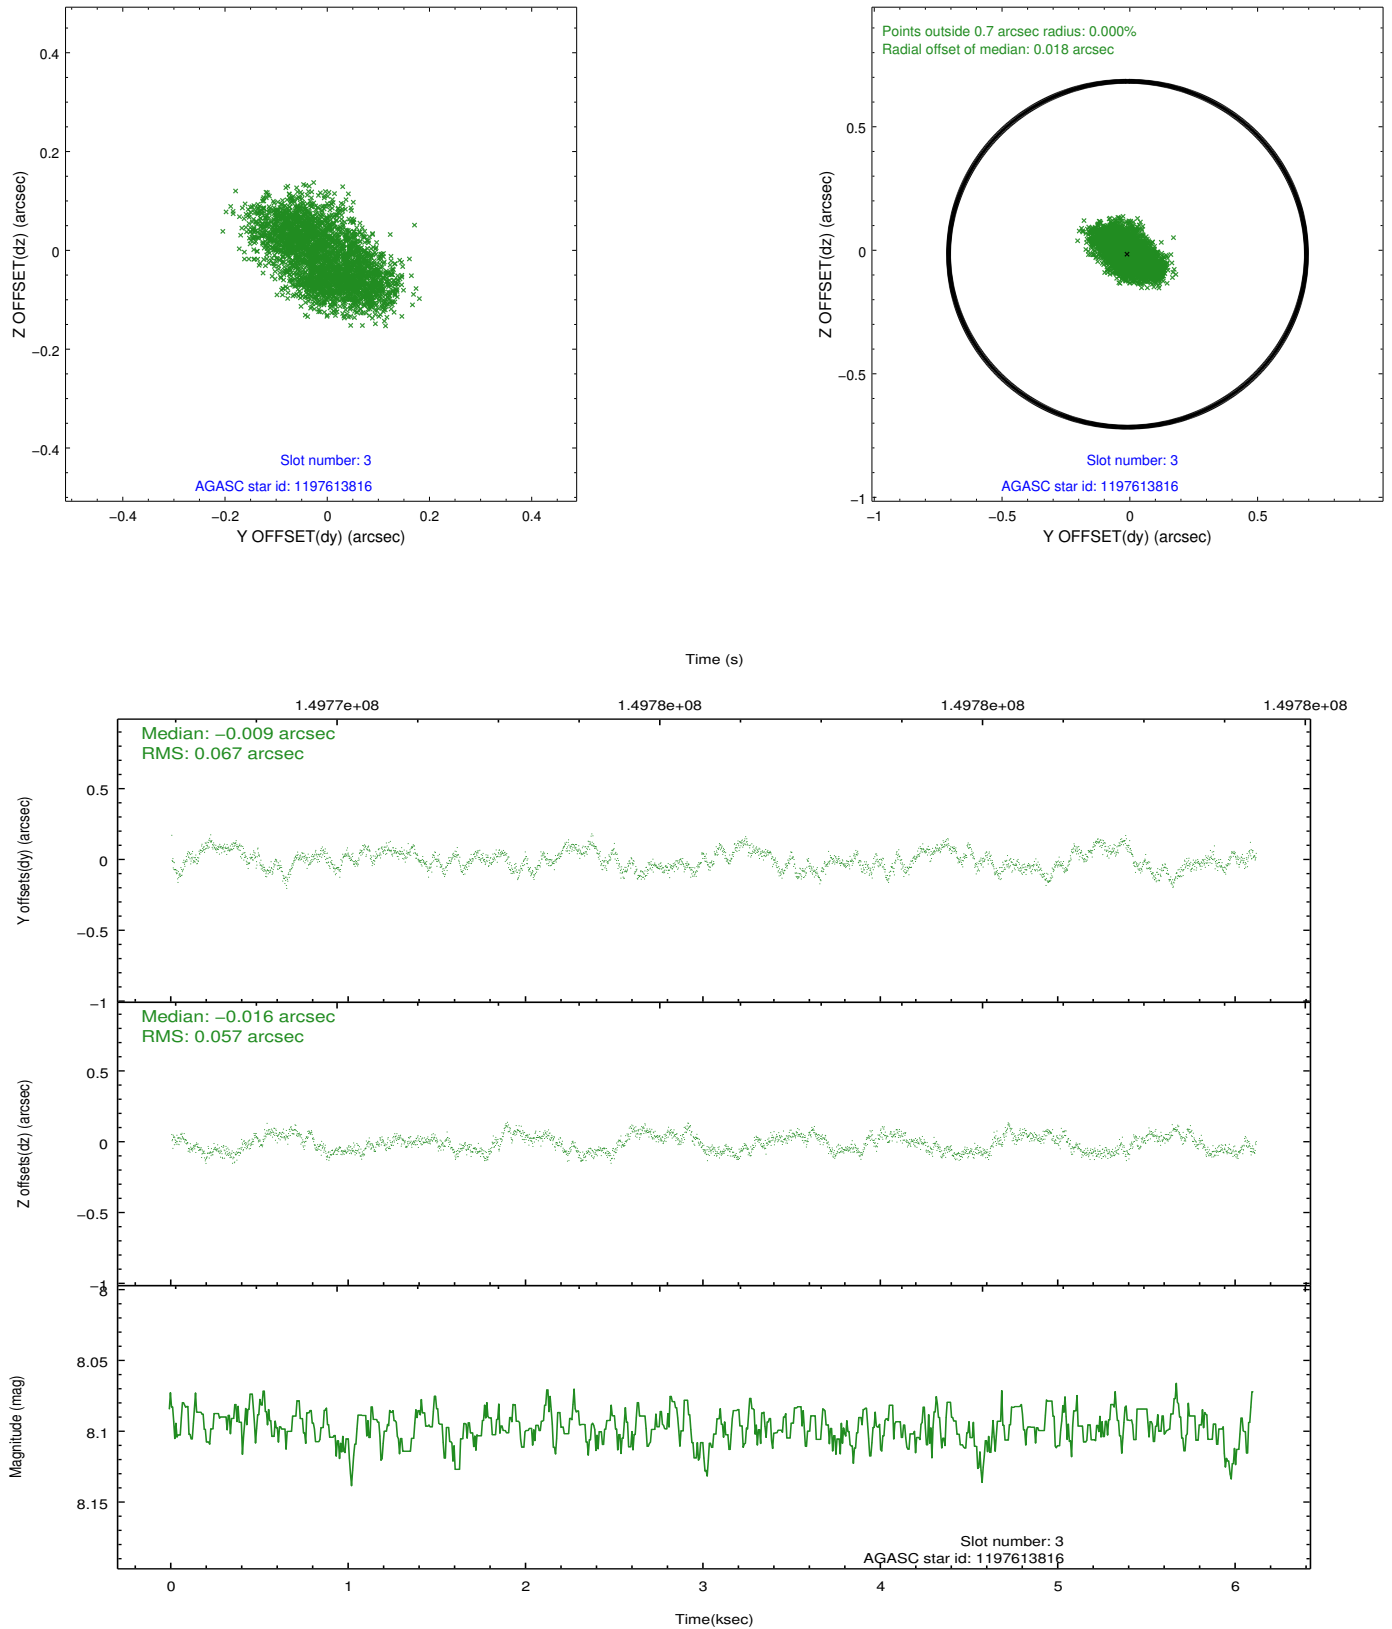 0.4
0.2
0
−0.2
−0.4
Z OFFSET(dz) (arcsec)
Slot number: 3
AGASC star id: 1197613816
−0.4 −0.2 0 0.2 0.4
Y OFFSET(dy) (arcsec)
Points outside 0.7 arcsec radius: 0.000%
Radial offset of median: 0.018 arcsec
0.5
0
−0.5
−1
Z OFFSET(dz) (arcsec)
Slot number: 3
AGASC star id: 1197613816
−1 −0.5 0 0.5
Y OFFSET(dy) (arcsec)
Time (s)
1.4977e+08 1.4978e+08 1.4978e+08 1.4978e+08
Median: −0.009 arcsec
RMS: 0.067 arcsec
0.5
0
−0.5
−1
Y offsets(dy) (arcsec)
Median: −0.016 arcsec
RMS: 0.057 arcsec
0.5
0
−0.5
−1
Z offsets(dz) (arcsec)
8
8.05
8.1
8.15
Magnitude (mag)
Slot number: 3
AGASC star id: 1197613816
0 1 2 3 4 5 6
Time(ksec)